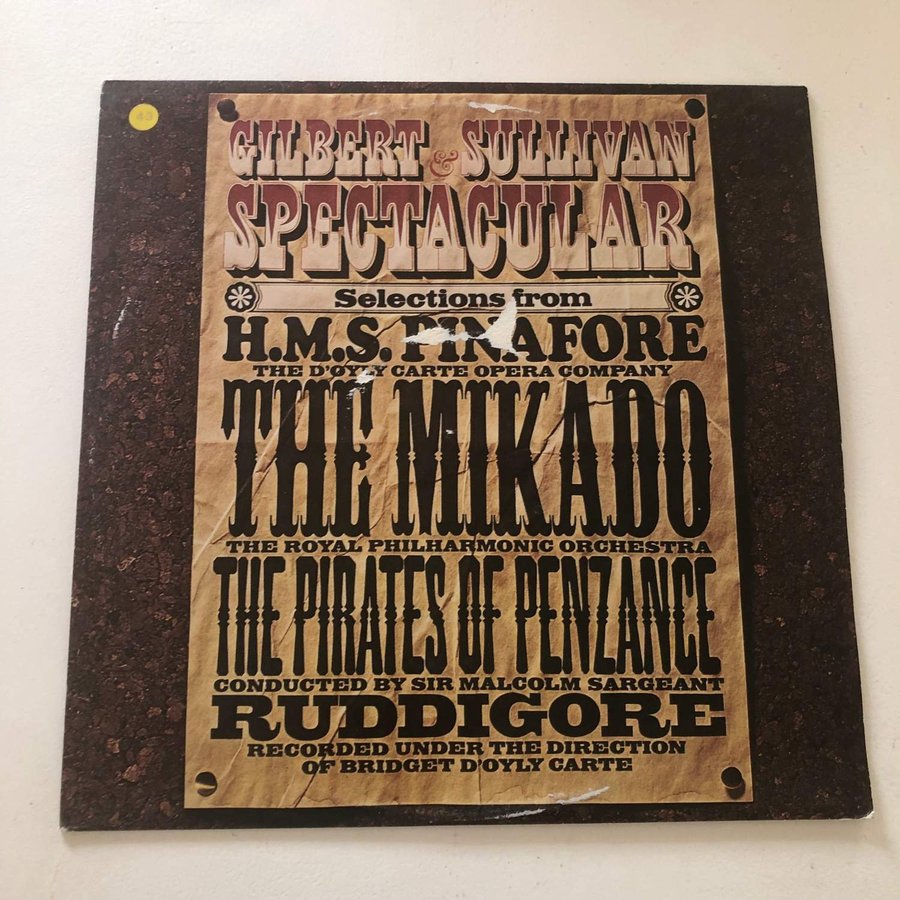 43
GILBERT & SULLIVAN
SPECTACULAR
Selections from
H.M.S. PINAFORE
THE D'OYLY CARTE OPERA COMPANY
THE MIKADO
THE ROYAL PHILHARMONIC ORCHESTRA
THE PIRATES OF PENZANCE
CONDUCTED BY SIR MALCOLM SARGEANT
RUDDIGORE
RECORDED UNDER THE DIRECTION
OF BRIDGET D'OYLY CARTE